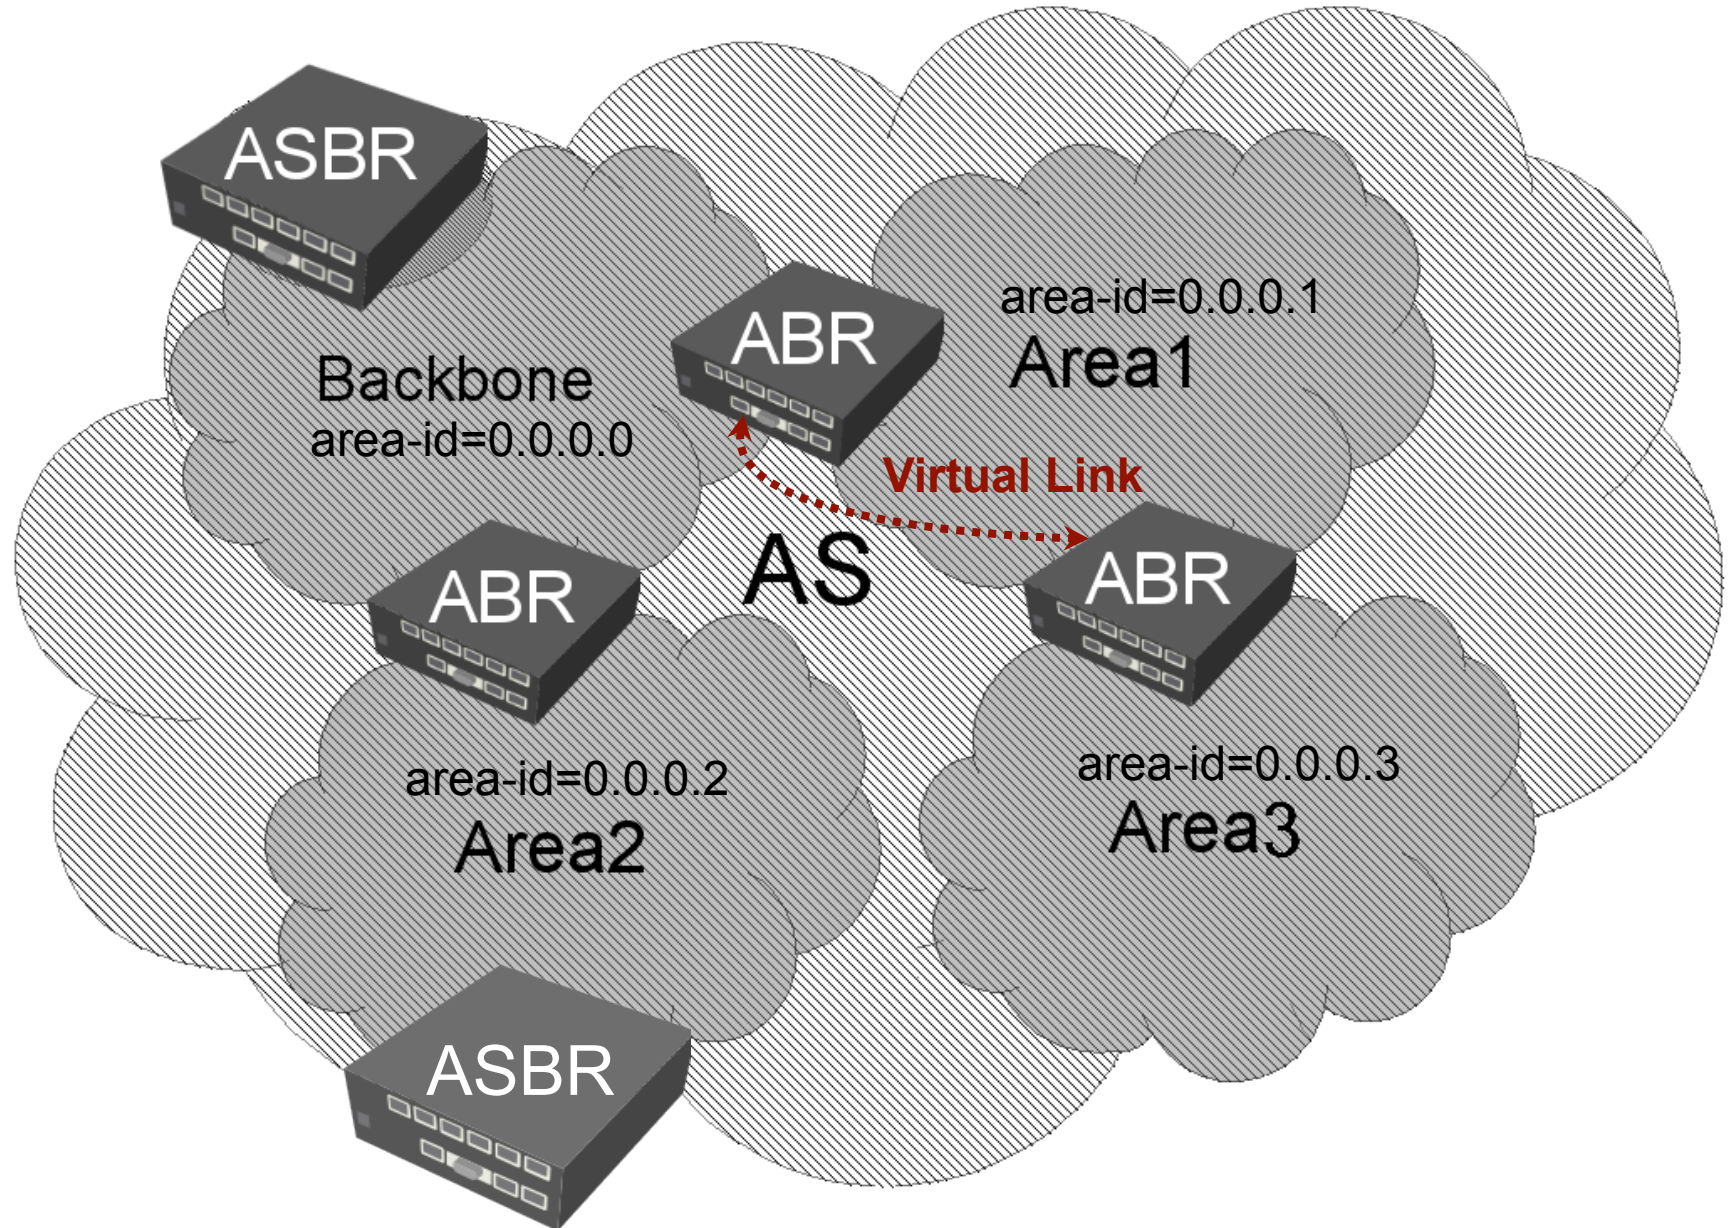 ASBR
area-id=0.0.0.1
ABR
Area1
Backbone
area-id=0.0.0.0
Virtual Link
AS
ABR
ABR
area-id=0.0.0.2
Area2
area-id=0.0.0.3
Area3
ASBR